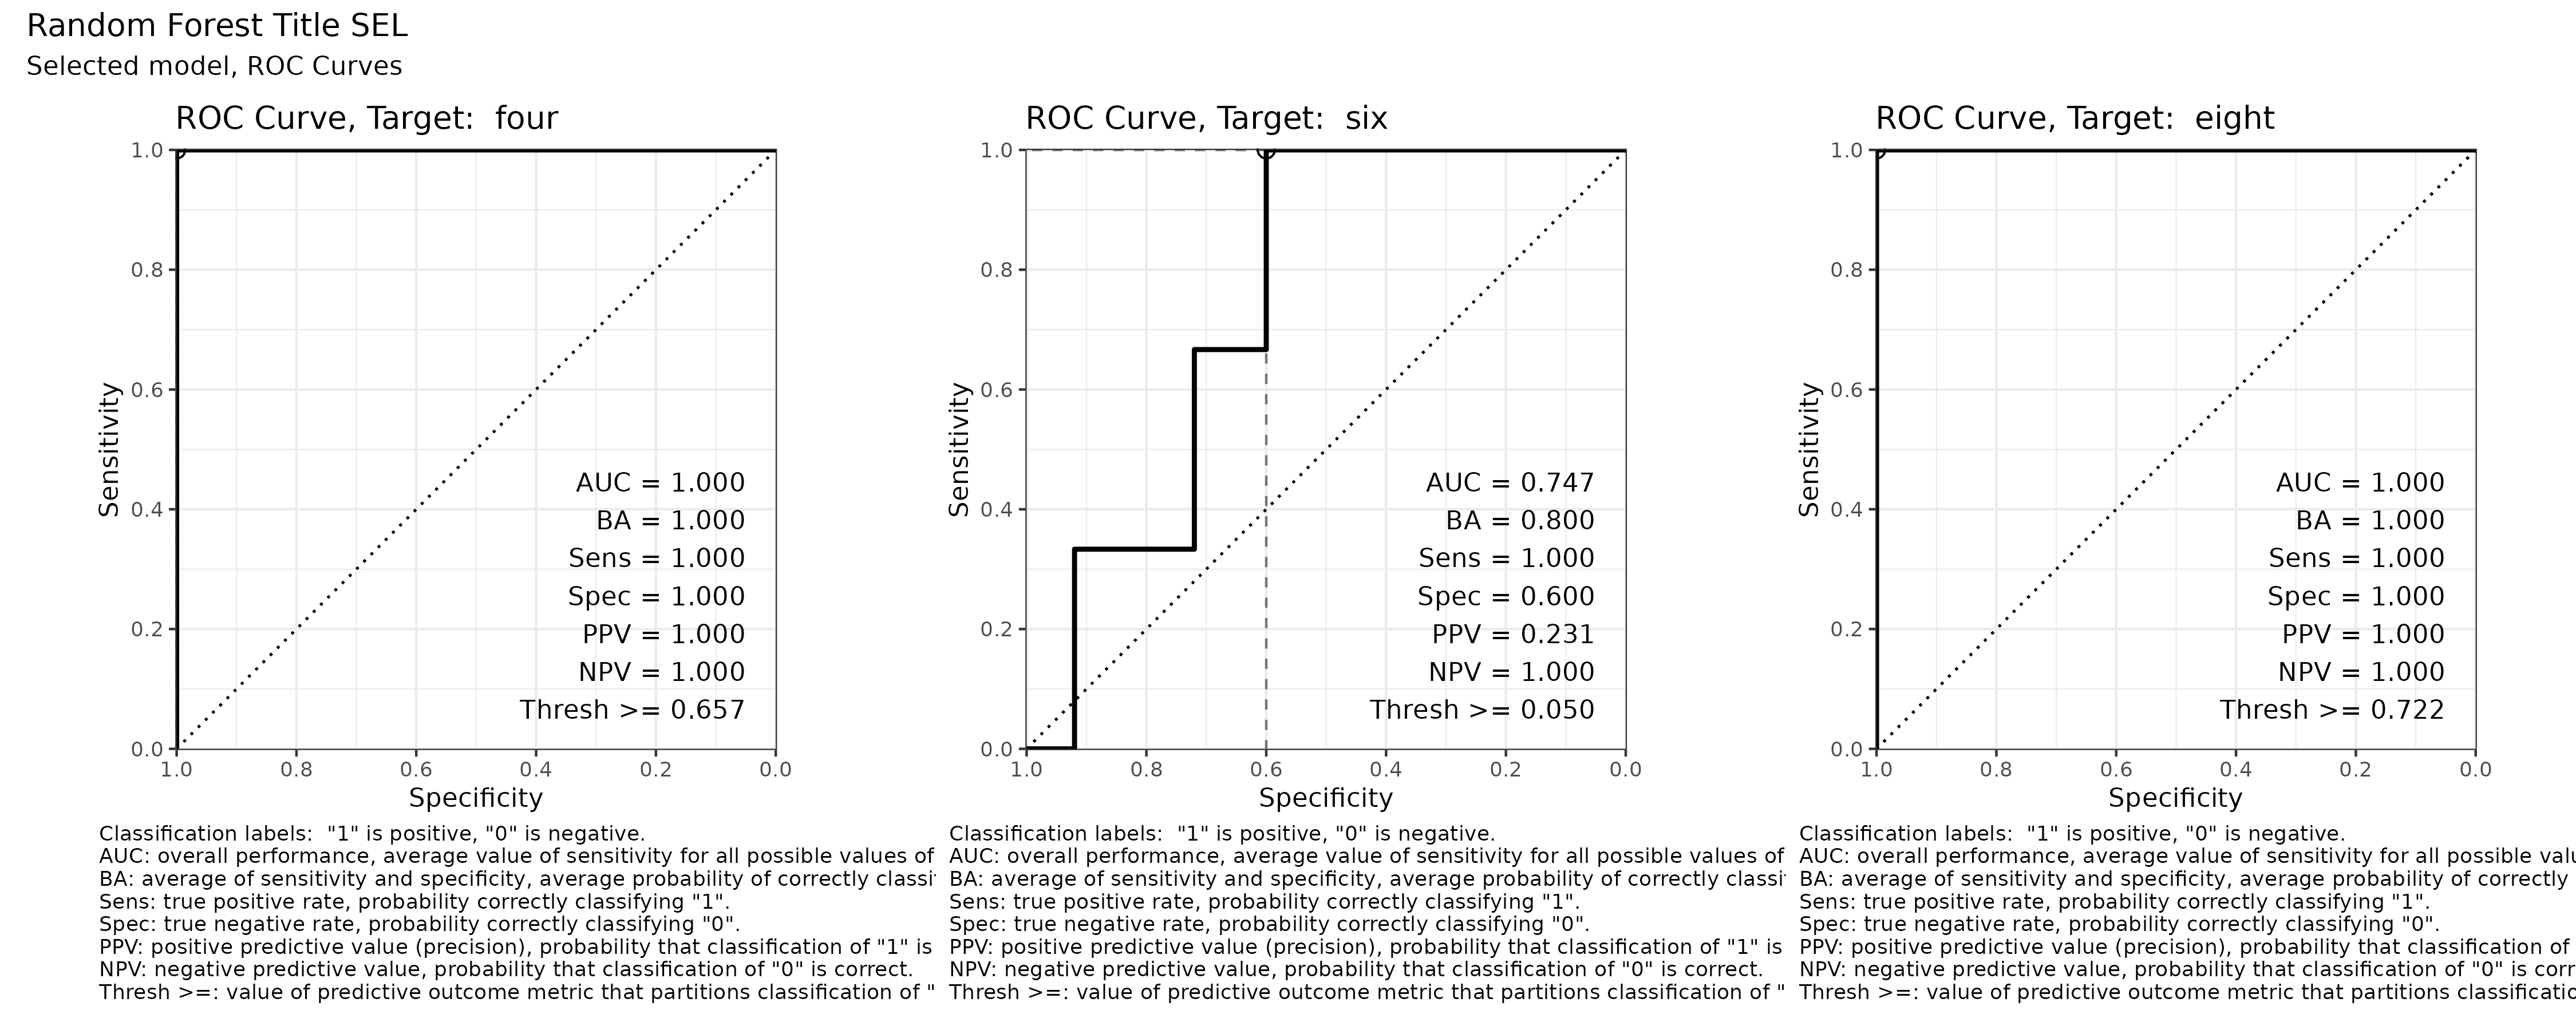 Random Forest Title SEL
Selected model, ROC Curves
ROC Curve, Target:  four
1.0
0.8
0.6
0.4
0.2
0.0
Sensitivity
AUC = 1.000
BA = 1.000
Sens = 1.000
Spec = 1.000
PPV = 1.000
NPV = 1.000
Thresh >= 0.657
1.0 0.8 0.6 0.4 0.2 0.0
Specificity
Classification labels:  "1" is positive, "0" is negative.
AUC: overall performance, average value of sensitivity for all possible values of
BA: average of sensitivity and specificity, average probability of correctly classi
Sens: true positive rate, probability correctly classifying "1".
Spec: true negative rate, probability correctly classifying "0".
PPV: positive predictive value (precision), probability that classification of "1" is
NPV: negative predictive value, probability that classification of "0" is correct.
Thresh >=: value of predictive outcome metric that partitions classification of "
ROC Curve, Target:  six
1.0
0.8
0.6
0.4
0.2
0.0
Sensitivity
AUC = 0.747
BA = 0.800
Sens = 1.000
Spec = 0.600
PPV = 0.231
NPV = 1.000
Thresh >= 0.050
1.0 0.8 0.6 0.4 0.2 0.0
Specificity
Classification labels:  "1" is positive, "0" is negative.
AUC: overall performance, average value of sensitivity for all possible values of
BA: average of sensitivity and specificity, average probability of correctly classi
Sens: true positive rate, probability correctly classifying "1".
Spec: true negative rate, probability correctly classifying "0".
PPV: positive predictive value (precision), probability that classification of "1" is
NPV: negative predictive value, probability that classification of "0" is correct.
Thresh >=: value of predictive outcome metric that partitions classification of "
ROC Curve, Target:  eight
1.0
0.8
0.6
0.4
0.2
0.0
Sensitivity
AUC = 1.000
BA = 1.000
Sens = 1.000
Spec = 1.000
PPV = 1.000
NPV = 1.000
Thresh >= 0.722
1.0 0.8 0.6 0.4 0.2 0.0
Specificity
Classification labels:  "1" is positive, "0" is negative.
AUC: overall performance, average value of sensitivity for all possible valu
BA: average of sensitivity and specificity, average probability of correctly
Sens: true positive rate, probability correctly classifying "1".
Spec: true negative rate, probability correctly classifying "0".
PPV: positive predictive value (precision), probability that classification of
NPV: negative predictive value, probability that classification of "0" is corr
Thresh >=: value of predictive outcome metric that partitions classificatio